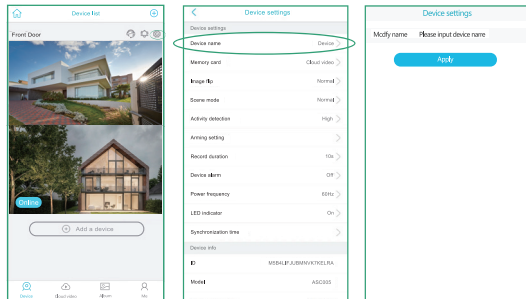 Device list
Front Door
Online
Add a device
Device
Cloud video
Album
Me
Device settings
Device settings
Device name Device
Memory card Cloud video
Image flip Normal
Scene mode Normal
Activity detection High
Arming setting
Record duration 10s
Device alarm Off
Power frequency 60Hz
LED indicator On
Synchronization time
Device info
ID
Model ASC005
Device settings
Modfy name Please input device name
Apply